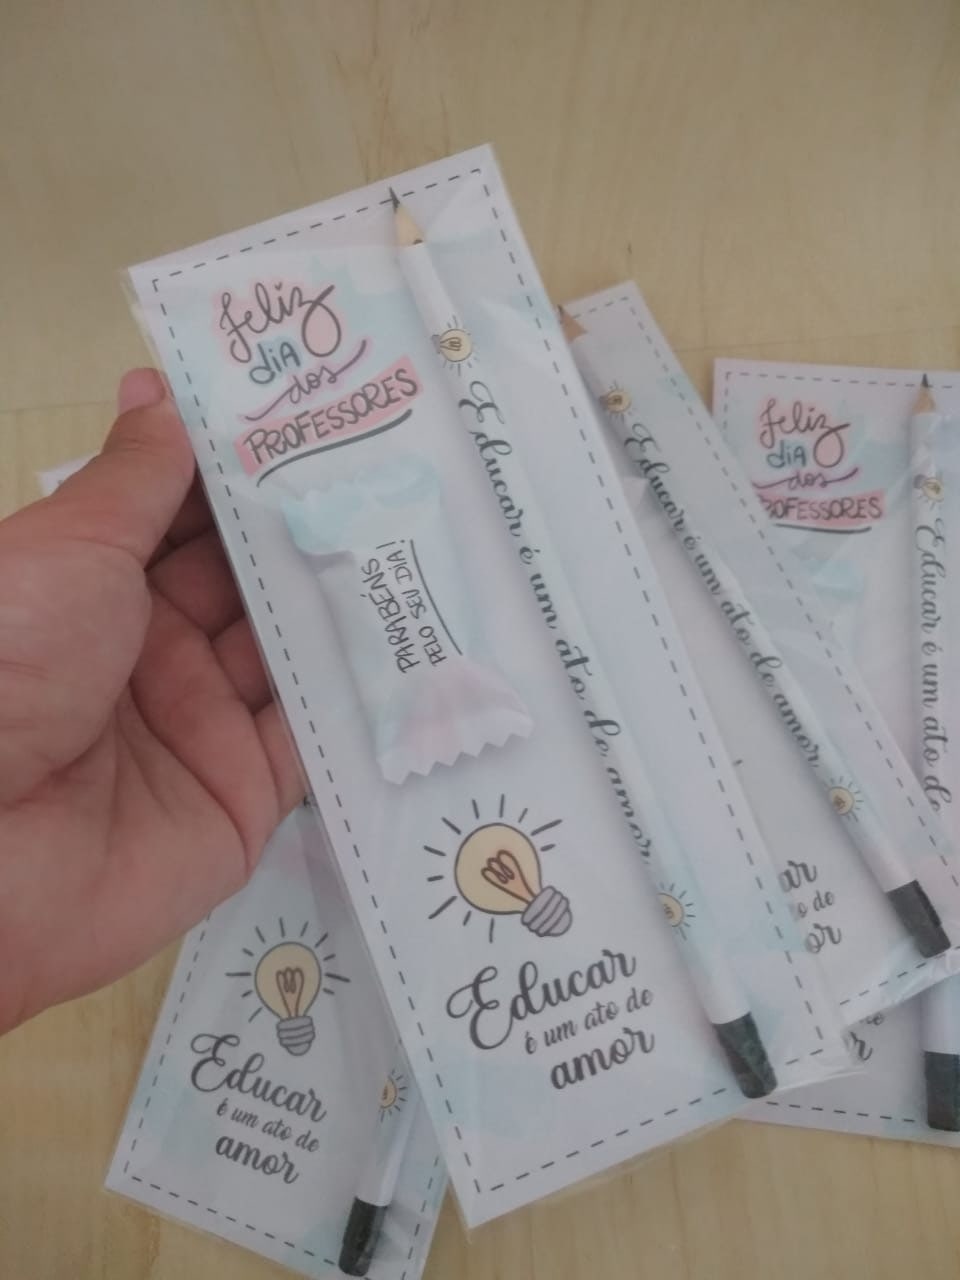 Feliz
DIA
dos
PROFESSORES
PARABÉNS
PELO SEU DIA!
Educar é um ato de amor
Educar
é um ato de
amor
Educar é um ato de amor
Feliz
DIA
dos
PROFESSORES
Educar é um ato de
Educar
é um ato de
amor